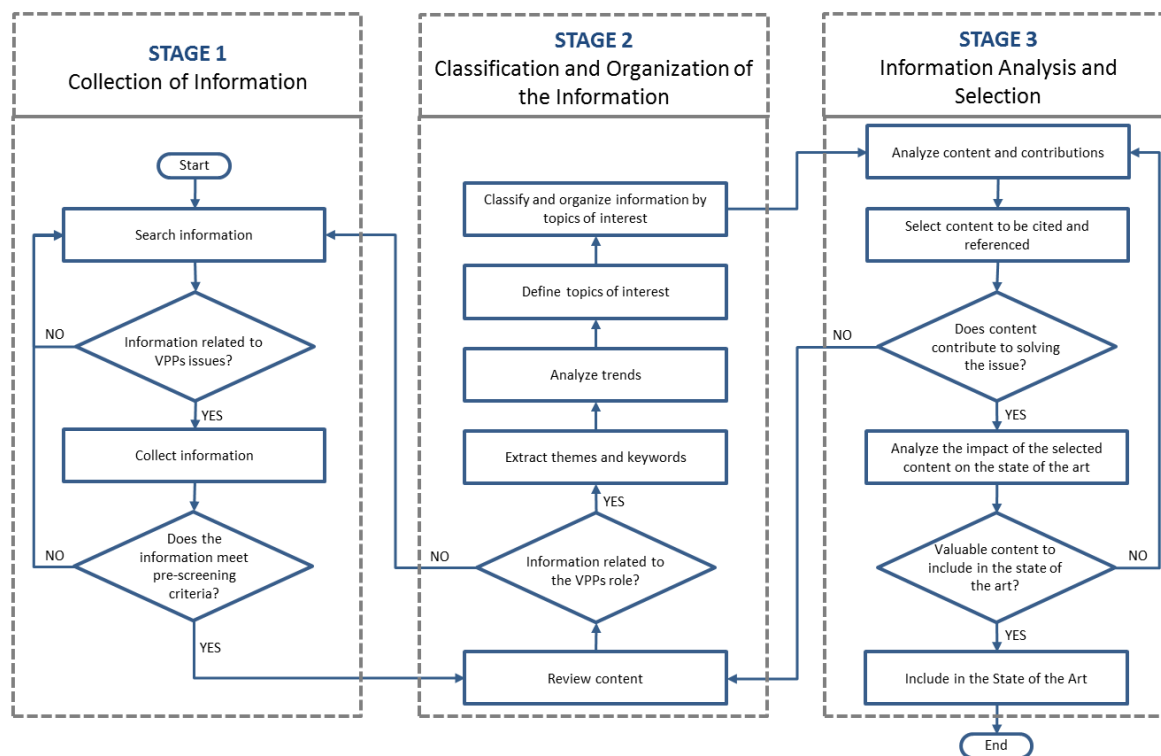 STAGE 1
Collection of Information
Start
Search information
NO
Information related to
VPPs issues?
YES
Collect information
NO
Does the
information meet
pre-screening
criteria?
YES
STAGE 2
Classification and Organization of
the Information
Classify and organize information by
topics of interest
Define topics of interest
Analyze trends
Extract themes and keywords
YES
NO
Information related to
the VPPs role?
Review content
STAGE 3
Information Analysis and
Selection
Analyze content and contributions
Select content to be cited and
referenced
NO
Does content
contribute to solving
the issue?
YES
Analyze the impact of the selected
content on the state of the art
Valuable content to
include in the state of
the art?
NO
YES
Include in the State of the Art
End